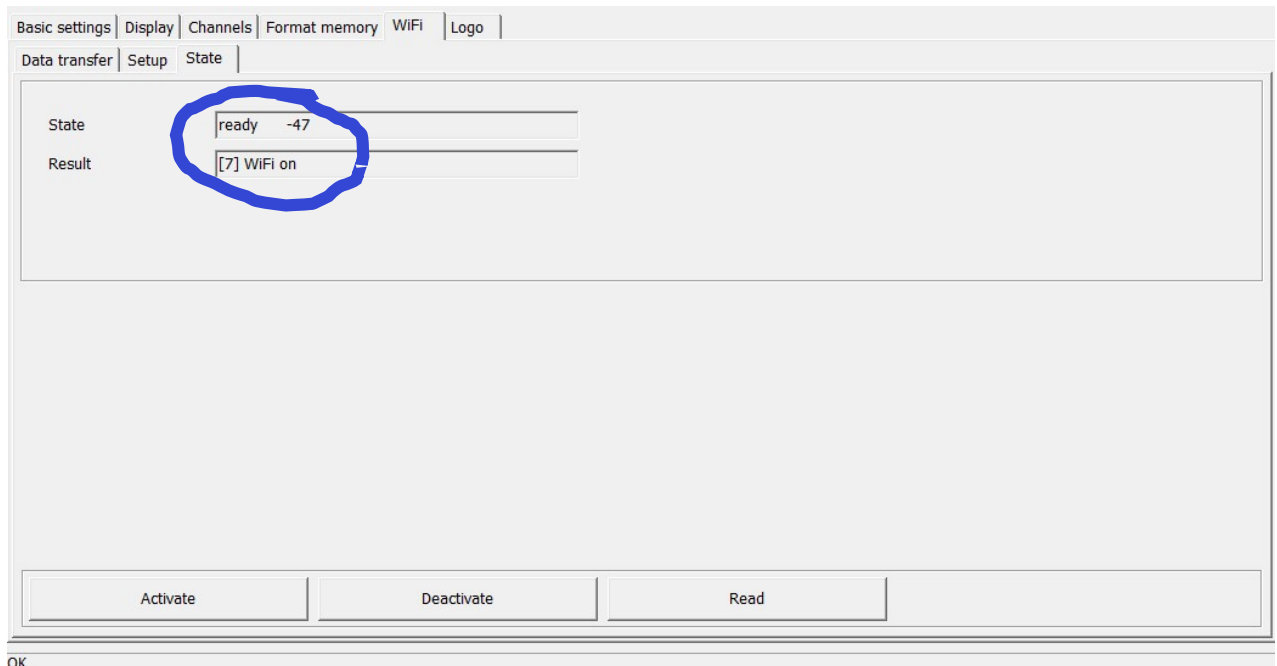 Basic settings Display Channels Format memory WiFi Logo
Data transfer Setup State
State ready -47
Result [7] WiFi on
Activate Deactivate Read
OK